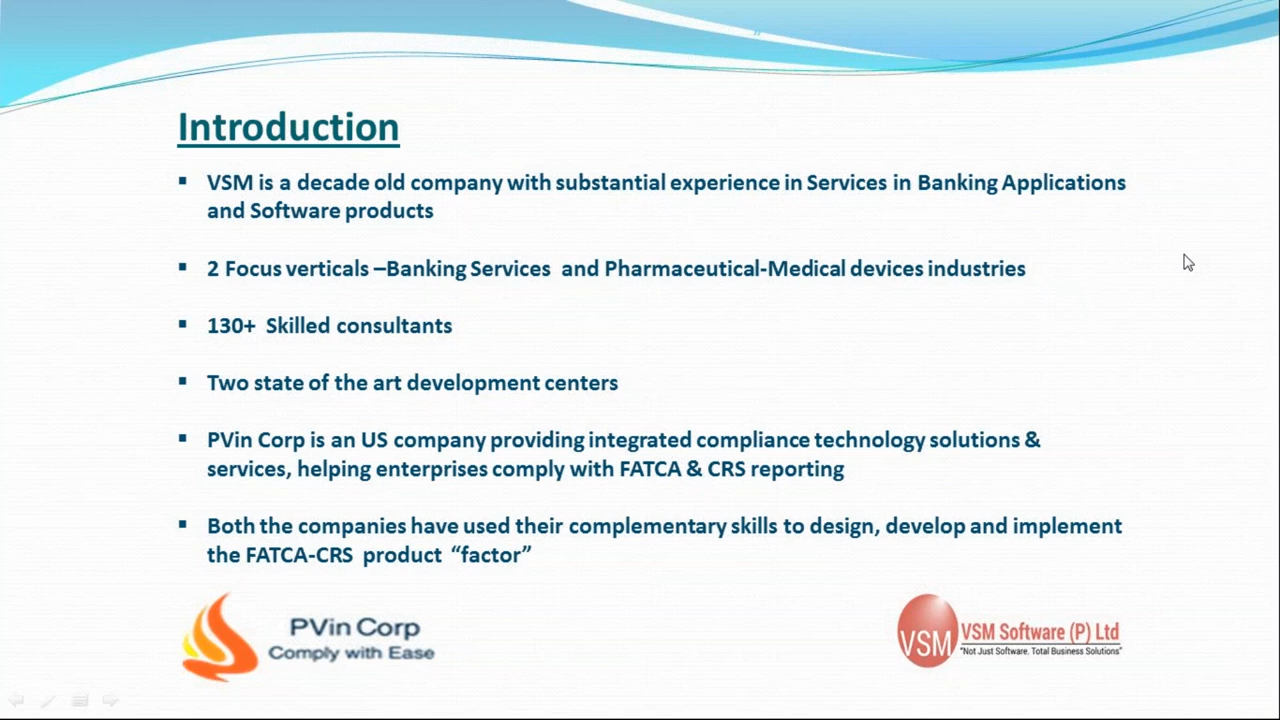 Introduction
▪ VSM is a decade old company with substantial experience in Services in Banking Applications
and Software products
▪ 2 Focus verticals –Banking Services  and Pharmaceutical-Medical devices industries
▪ 130+  Skilled consultants
▪ Two state of the art development centers
▪ PVin Corp is an US company providing integrated compliance technology solutions &
services, helping enterprises comply with FATCA & CRS reporting
▪ Both the companies have used their complementary skills to design, develop and implement
the FATCA-CRS  product  “factor”
PVin Corp
Comply with Ease
VSM
VSM Software (P) Ltd
"Not Just Software. Total Business Solutions"